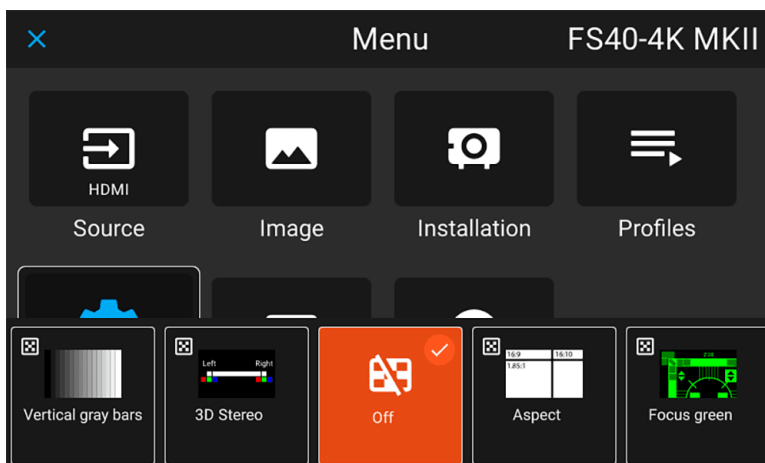 Menu
FS40-4K MKII
HDMI
Source
Image
Installation
Profiles
Left Right
16:9 16:10
1.85:1
Vertical gray bars
3D Stereo
Off
Aspect
Focus green